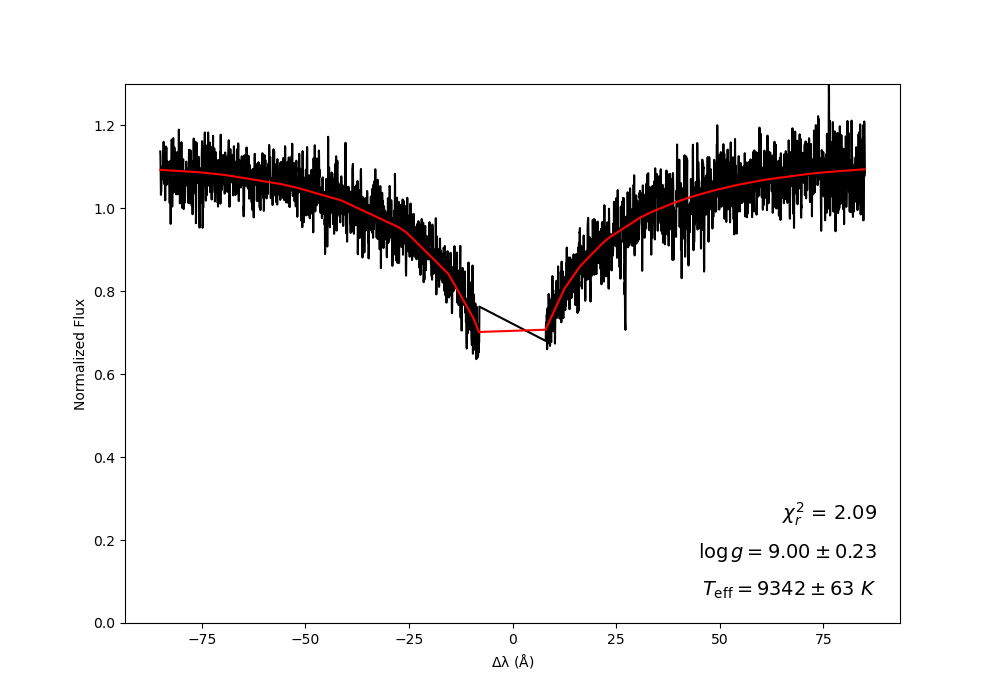 1.2
1.0
0.8
0.6
0.4
0.2
0.0
Normalized Flux
χ²ᵣ = 2.09
log g = 9.00 ± 0.23
T_eff = 9342 ± 63 K
−75 −50 −25 0 25 50 75
Δλ (Å)